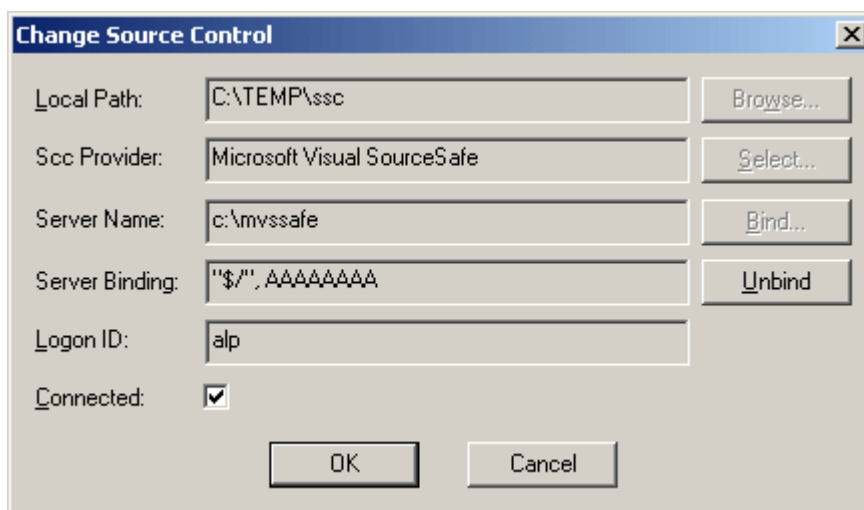 Change Source Control
Local Path: C:\TEMP\ssc Browse...
Scc Provider: Microsoft Visual SourceSafe Select...
Server Name: c:\mvssafe Bind...
Server Binding: "$/", AAAAAAAA Unbind
Logon ID: alp
Connected:
OK Cancel